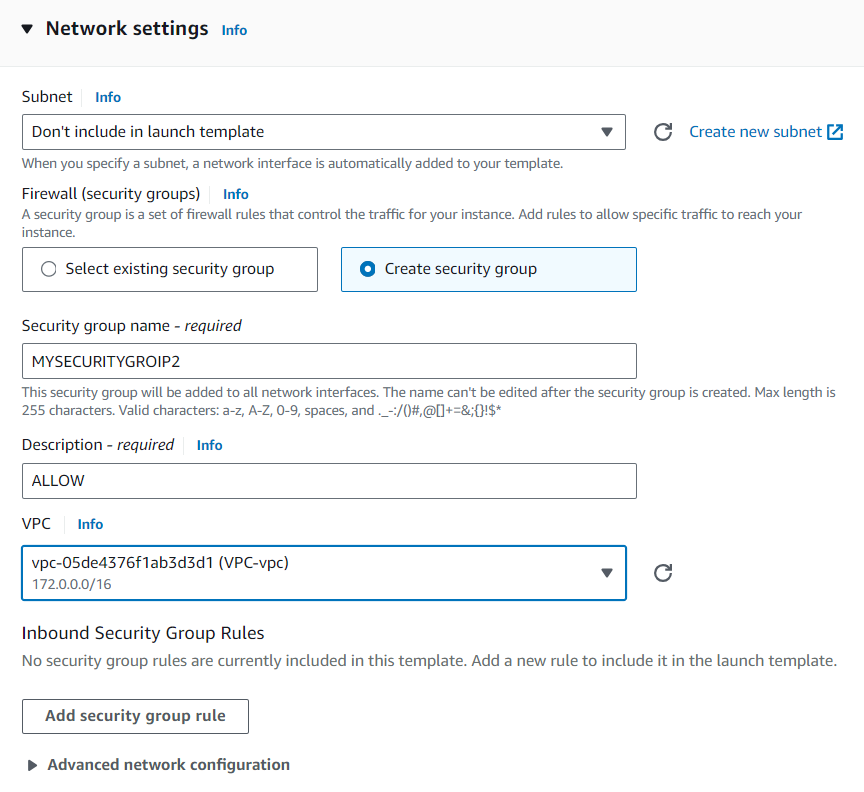 Network settings Info
Subnet Info
Don't include in launch template
Create new subnet
When you specify a subnet, a network interface is automatically added to your template.
Firewall (security groups) Info
A security group is a set of firewall rules that control the traffic for your instance. Add rules to allow specific traffic to reach your
instance.
Select existing security group
Create security group
Security group name - required
MYSECURITYGROIP2
This security group will be added to all network interfaces. The name can't be edited after the security group is created. Max length is
255 characters. Valid characters: a-z, A-Z, 0-9, spaces, and ._-:/()#,@[]+=&;{}!$*
Description - required Info
ALLOW
VPC Info
vpc-05de4376f1ab3d3d1 (VPC-vpc)
172.0.0.0/16
Inbound Security Group Rules
No security group rules are currently included in this template. Add a new rule to include it in the launch template.
Add security group rule
Advanced network configuration